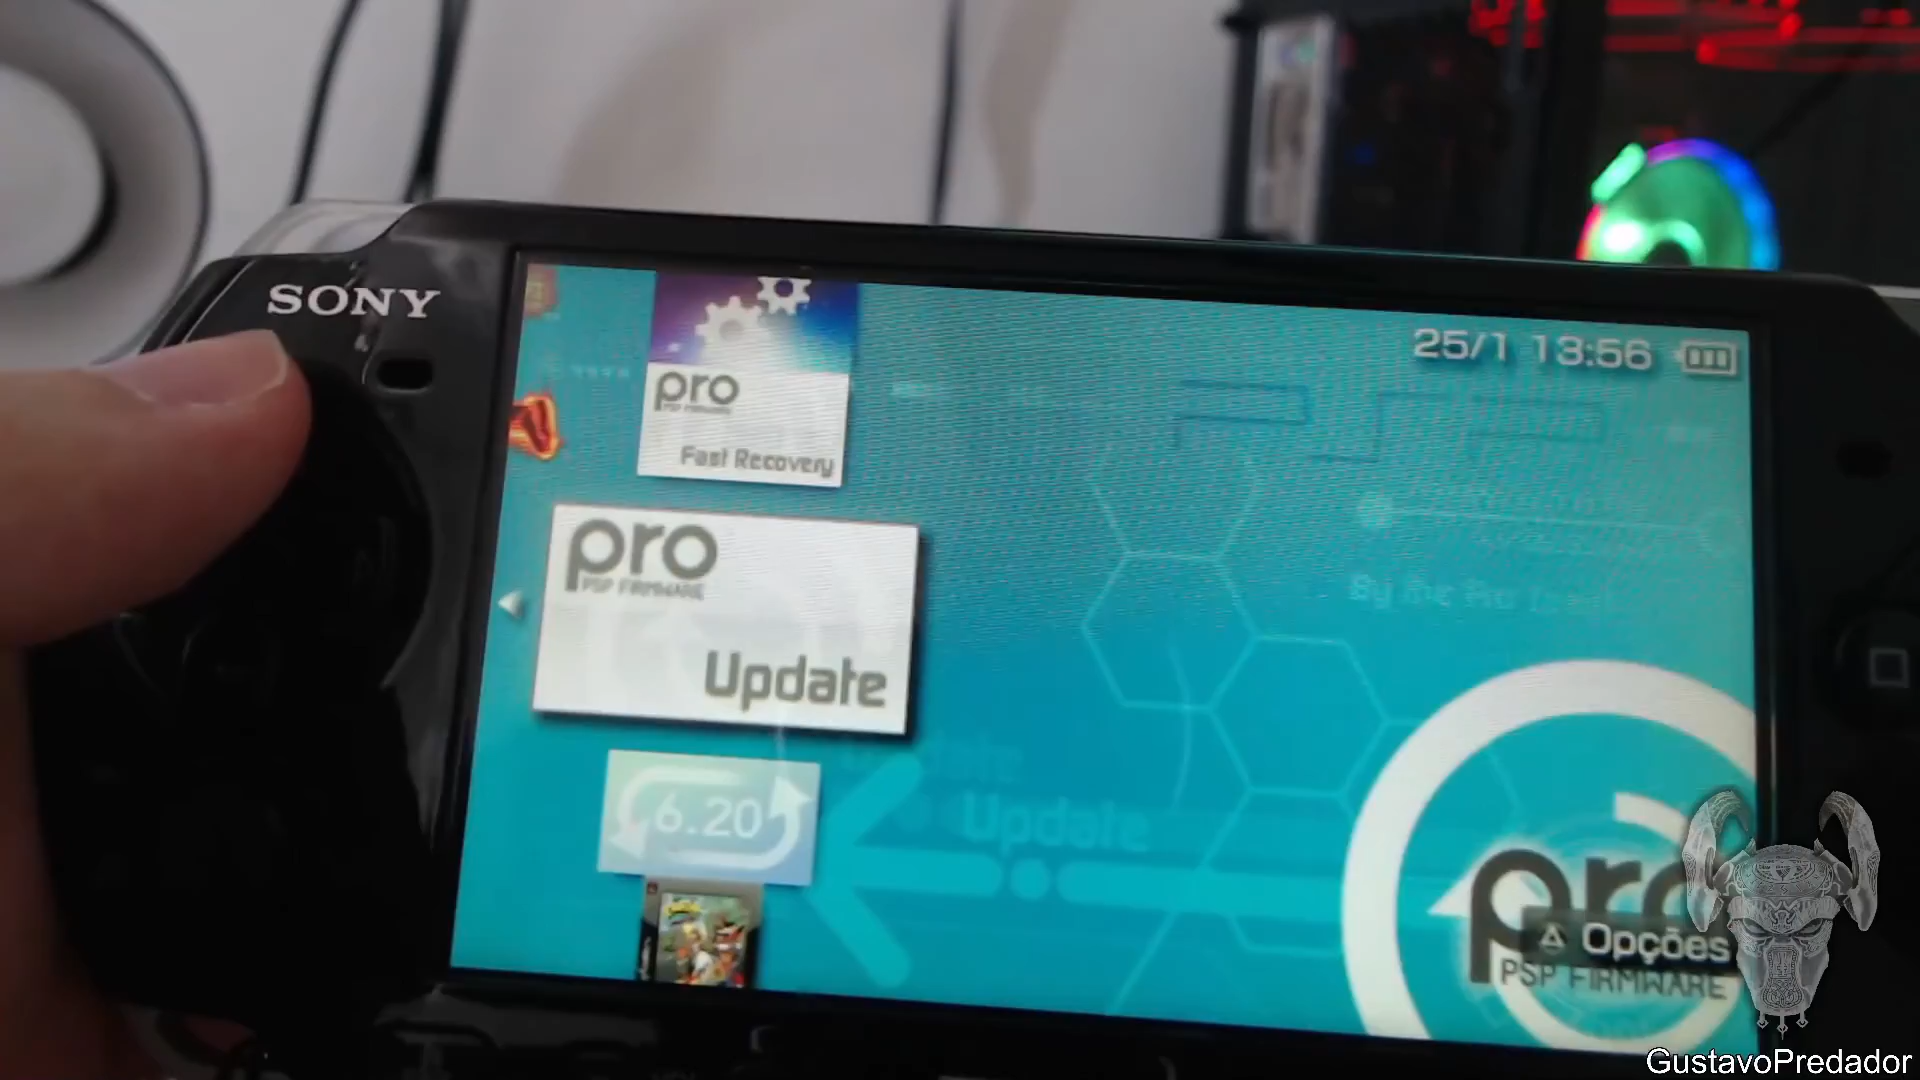 SONY
25/1 13:56
pro
PSP FIRMWARE
Fast Recovery
pro
PSP FIRMWARE
Update
6.20
Update
pro
Opções
PSP FIRMWARE
GustavoPredador